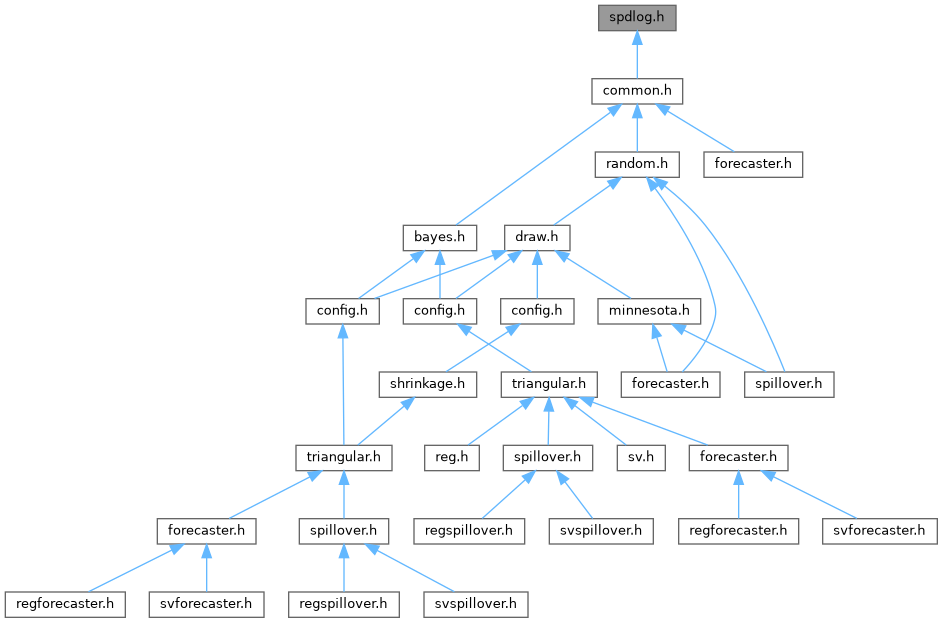 spdlog.h
common.h
random.h
forecaster.h
bayes.h
draw.h
config.h
config.h
config.h
minnesota.h
shrinkage.h
triangular.h
forecaster.h
spillover.h
triangular.h
reg.h
spillover.h
sv.h
forecaster.h
forecaster.h
spillover.h
regspillover.h
svspillover.h
regforecaster.h
svforecaster.h
regforecaster.h
svforecaster.h
regspillover.h
svspillover.h